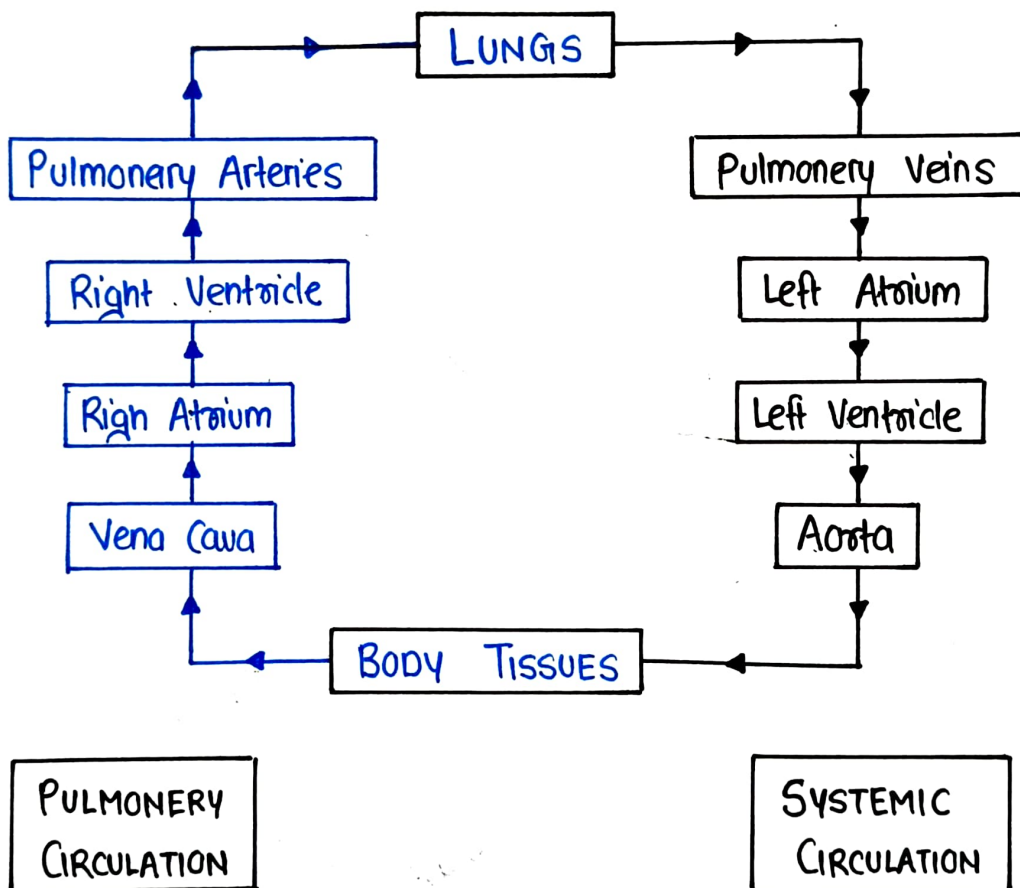 LUNGS
Pulmonery Arteries
Pulmonery Veins
Right Ventricle
Left Atrium
Righ Atrium
Left Ventricle
Vena Cava
Aorta
BODY TISSUES
PULMONERY
CIRCULATION
SYSTEMIC
CIRCULATION